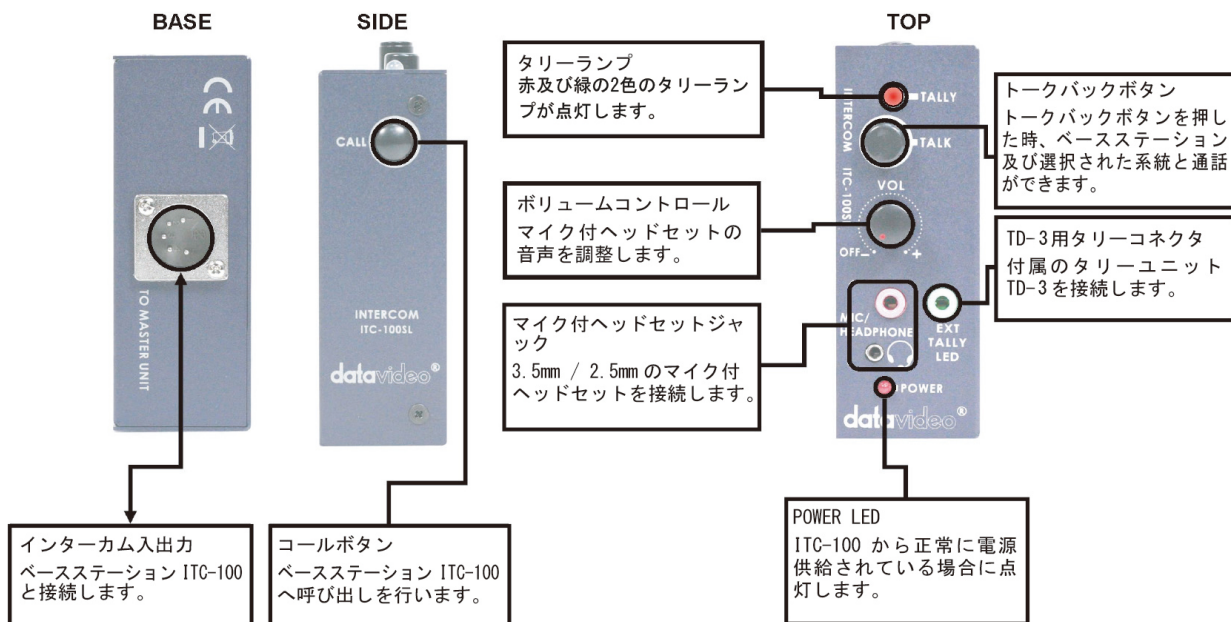 BASE
SIDE
TOP
TO MASTER UNIT
CALL
INTERCOM
ITC-100SL
datavideo®
タリーランプ
赤及び緑の2色のタリーラン
プが点灯します。
ボリュームコントロール
マイク付ヘッドセットの
音声を調整します。
マイク付ヘッドセットジャ
ック
3.5mm / 2.5mmのマイク付
ヘッドセットを接続します。
TALLY
TALK
INTERCOM ITC-100SL
VOL
OFF – +
MIC/
HEADPHONE
EXT
TALLY
LED
POWER
datavideo®
トークバックボタン
トークバックボタンを押し
た時、ベースステーション
及び選択された系統と通話
ができます。
TD-3用タリーコネクタ
付属のタリーユニット
TD-3を接続します。
インターカム入出力
ベースステーションITC-100
と接続します。
コールボタン
ベースステーションITC-100
へ呼び出しを行います。
POWER LED
ITC-100 から正常に電源
供給されている場合に点
灯します。